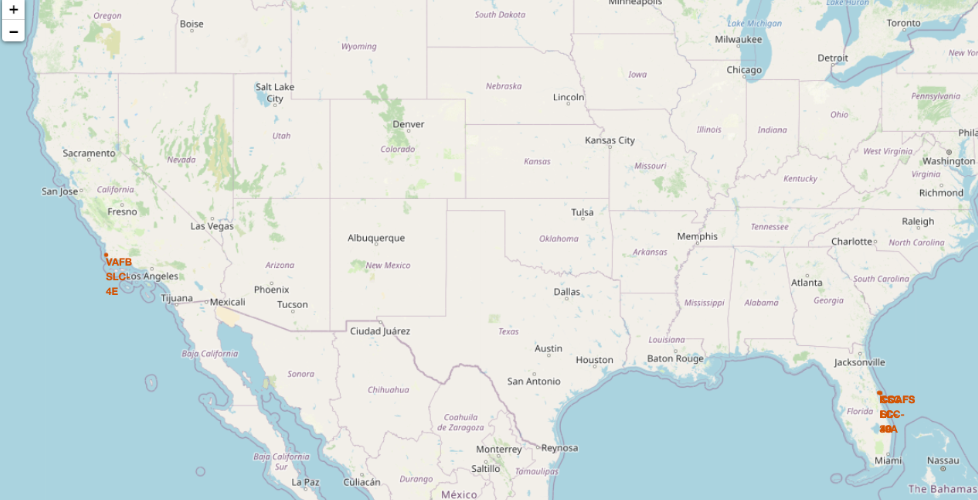 +
−
Oregon
Boise
South Dakota
Minneapolis
Lake Huron
Toronto
Wyoming
Milwaukee
Lake Michigan
Detroit
New Yor
Salt Lake
City
Nebraska
Iowa
Chicago
Lincoln
Pennsylvania
Sacramento
Nevada
Utah
Denver
Colorado
Kansas
Kansas City
Missouri
Illinois
Indiana
Ohio
Phila
West Virginia
Washington
San Jose
California
Fresno
Las Vegas
Kentucky
Virginia
Richmond
Albuquerque
New Mexico
Arizona
Tulsa
Oklahoma
Memphis
Arkansas
Tennessee
Charlotte
Raleigh
North Carolina
VAFB
SLC-
4E
Los Angeles
Phoenix
Tucson
Tijuana
Mexicali
Dallas
Texas
Mississippi
Alabama
Atlanta
Georgia
South Carolina
Ciudad Juárez
Baja California
Sonora
Chihuahua
Austin
Houston
San Antonio
Louisiana
Baton Rouge
Jacksonville
Florida
Coahuila
de Zaragoza
Miami
Nassau
The Bahamas
Baja California
Sur
La Paz
Culiacán
Durango
Monterrey
Saltillo
Reynosa
Tamaulipas
México